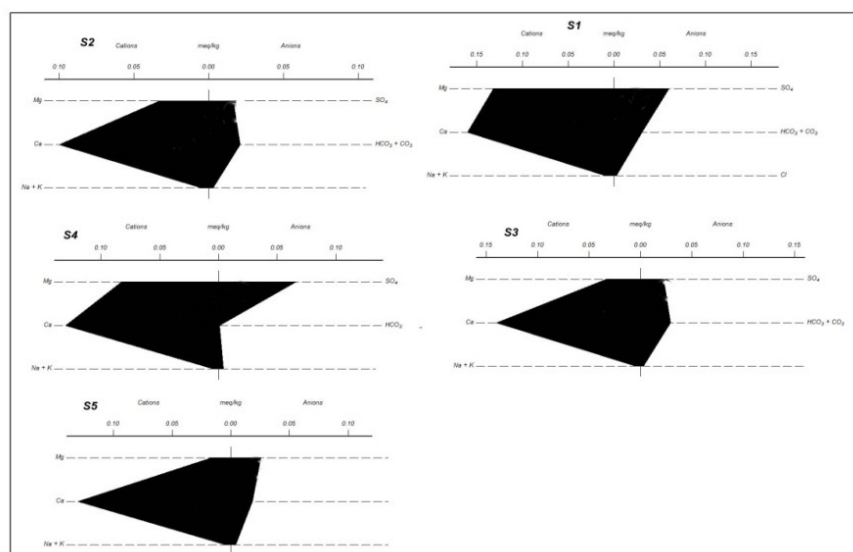 S2
Cations meq/kg Anions
0.10 0.05 0.00 0.05 0.10
Mg SO₄
Ca HCO₃ + CO₃
Na + K
S1
Cations meq/kg Anions
0.15 0.10 0.05 0.00 0.05 0.10 0.15
Mg SO₄
Ca HCO₃ + CO₃
Na + K Cl
S4
Cations meq/kg Anions
0.10 0.05 0.00 0.05 0.10
Mg SO₄
Ca HCO₃
Na + K
S3
Cations meq/kg Anions
0.15 0.10 0.05 0.00 0.05 0.10 0.15
Mg SO₄
Ca HCO₃ + CO₃
Na + K
S5
Cations meq/kg Anions
0.10 0.05 0.00 0.05 0.10
Mg
Ca
Na + K